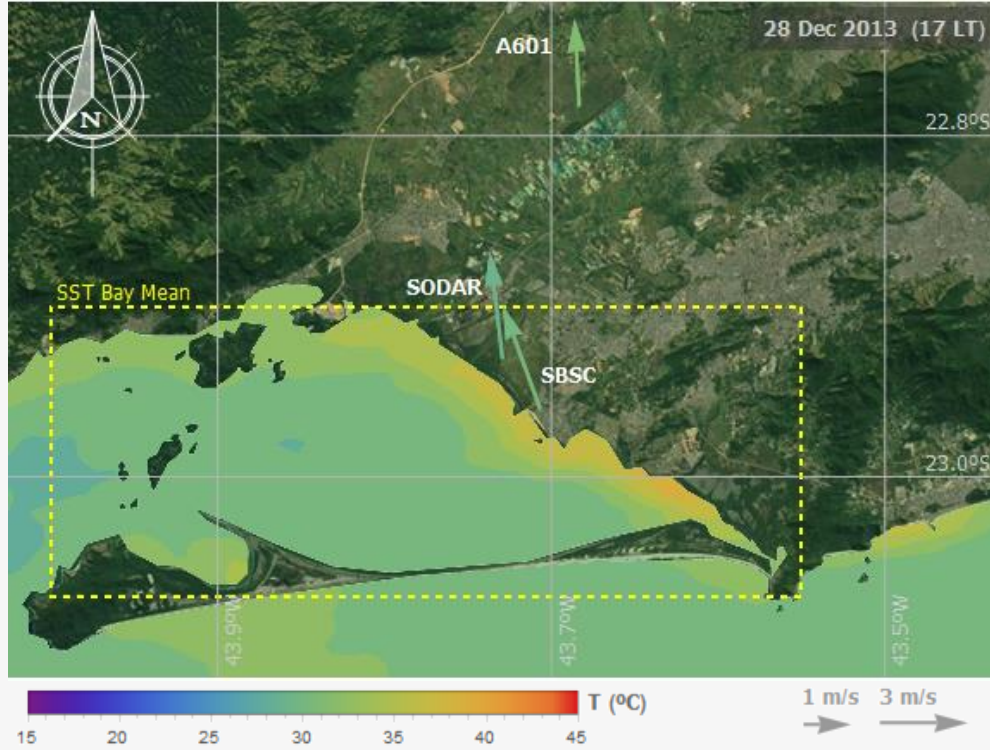 28 Dec 2013 (17 LT)
A601
N
22.8ºS
SODAR
SST Bay Mean
SBSC
23.0ºS
43.9ºW
43.7ºW
43.5ºW
T (ºC)
1 m/s 3 m/s
15 20 25 30 35 40 45